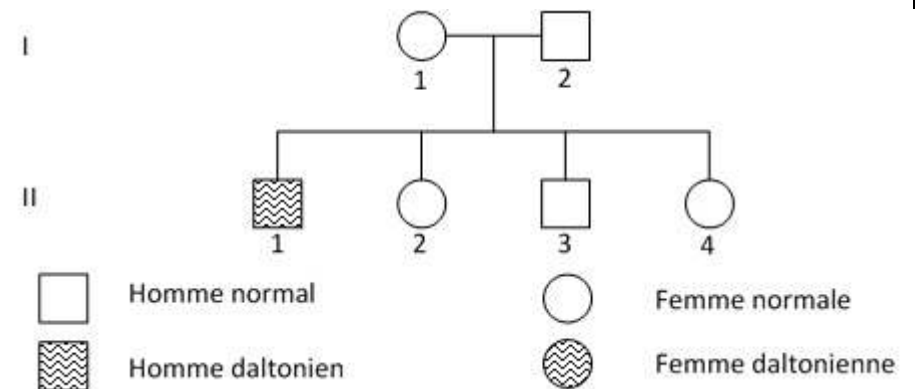 I
1 2
II
1 2 3 4
Homme normal Femme normale
Homme daltonien Femme daltonienne